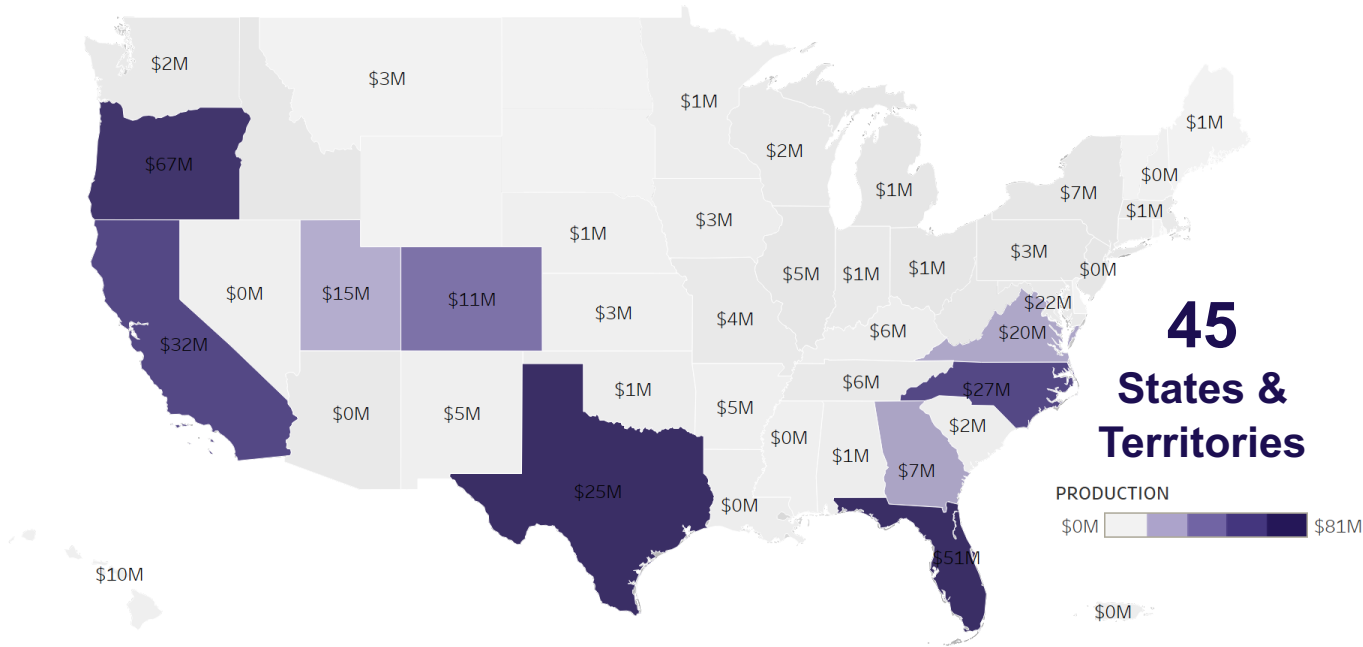 $2M
$3M
$1M
$1M
$67M
$2M
$1M
$7M
$0M
$1M
$1M
$3M
$3M
$0M
$0M
$15M
$11M
$3M
$5M
$1M
$1M
$22M
$32M
$4M
$6M
$20M
45
States &
Territories
$0M
$5M
$1M
$5M
$6M
$27M
$0M
$1M
$7M
$2M
$25M
$0M
$51M
PRODUCTION
$0M
$81M
$10M
$0M